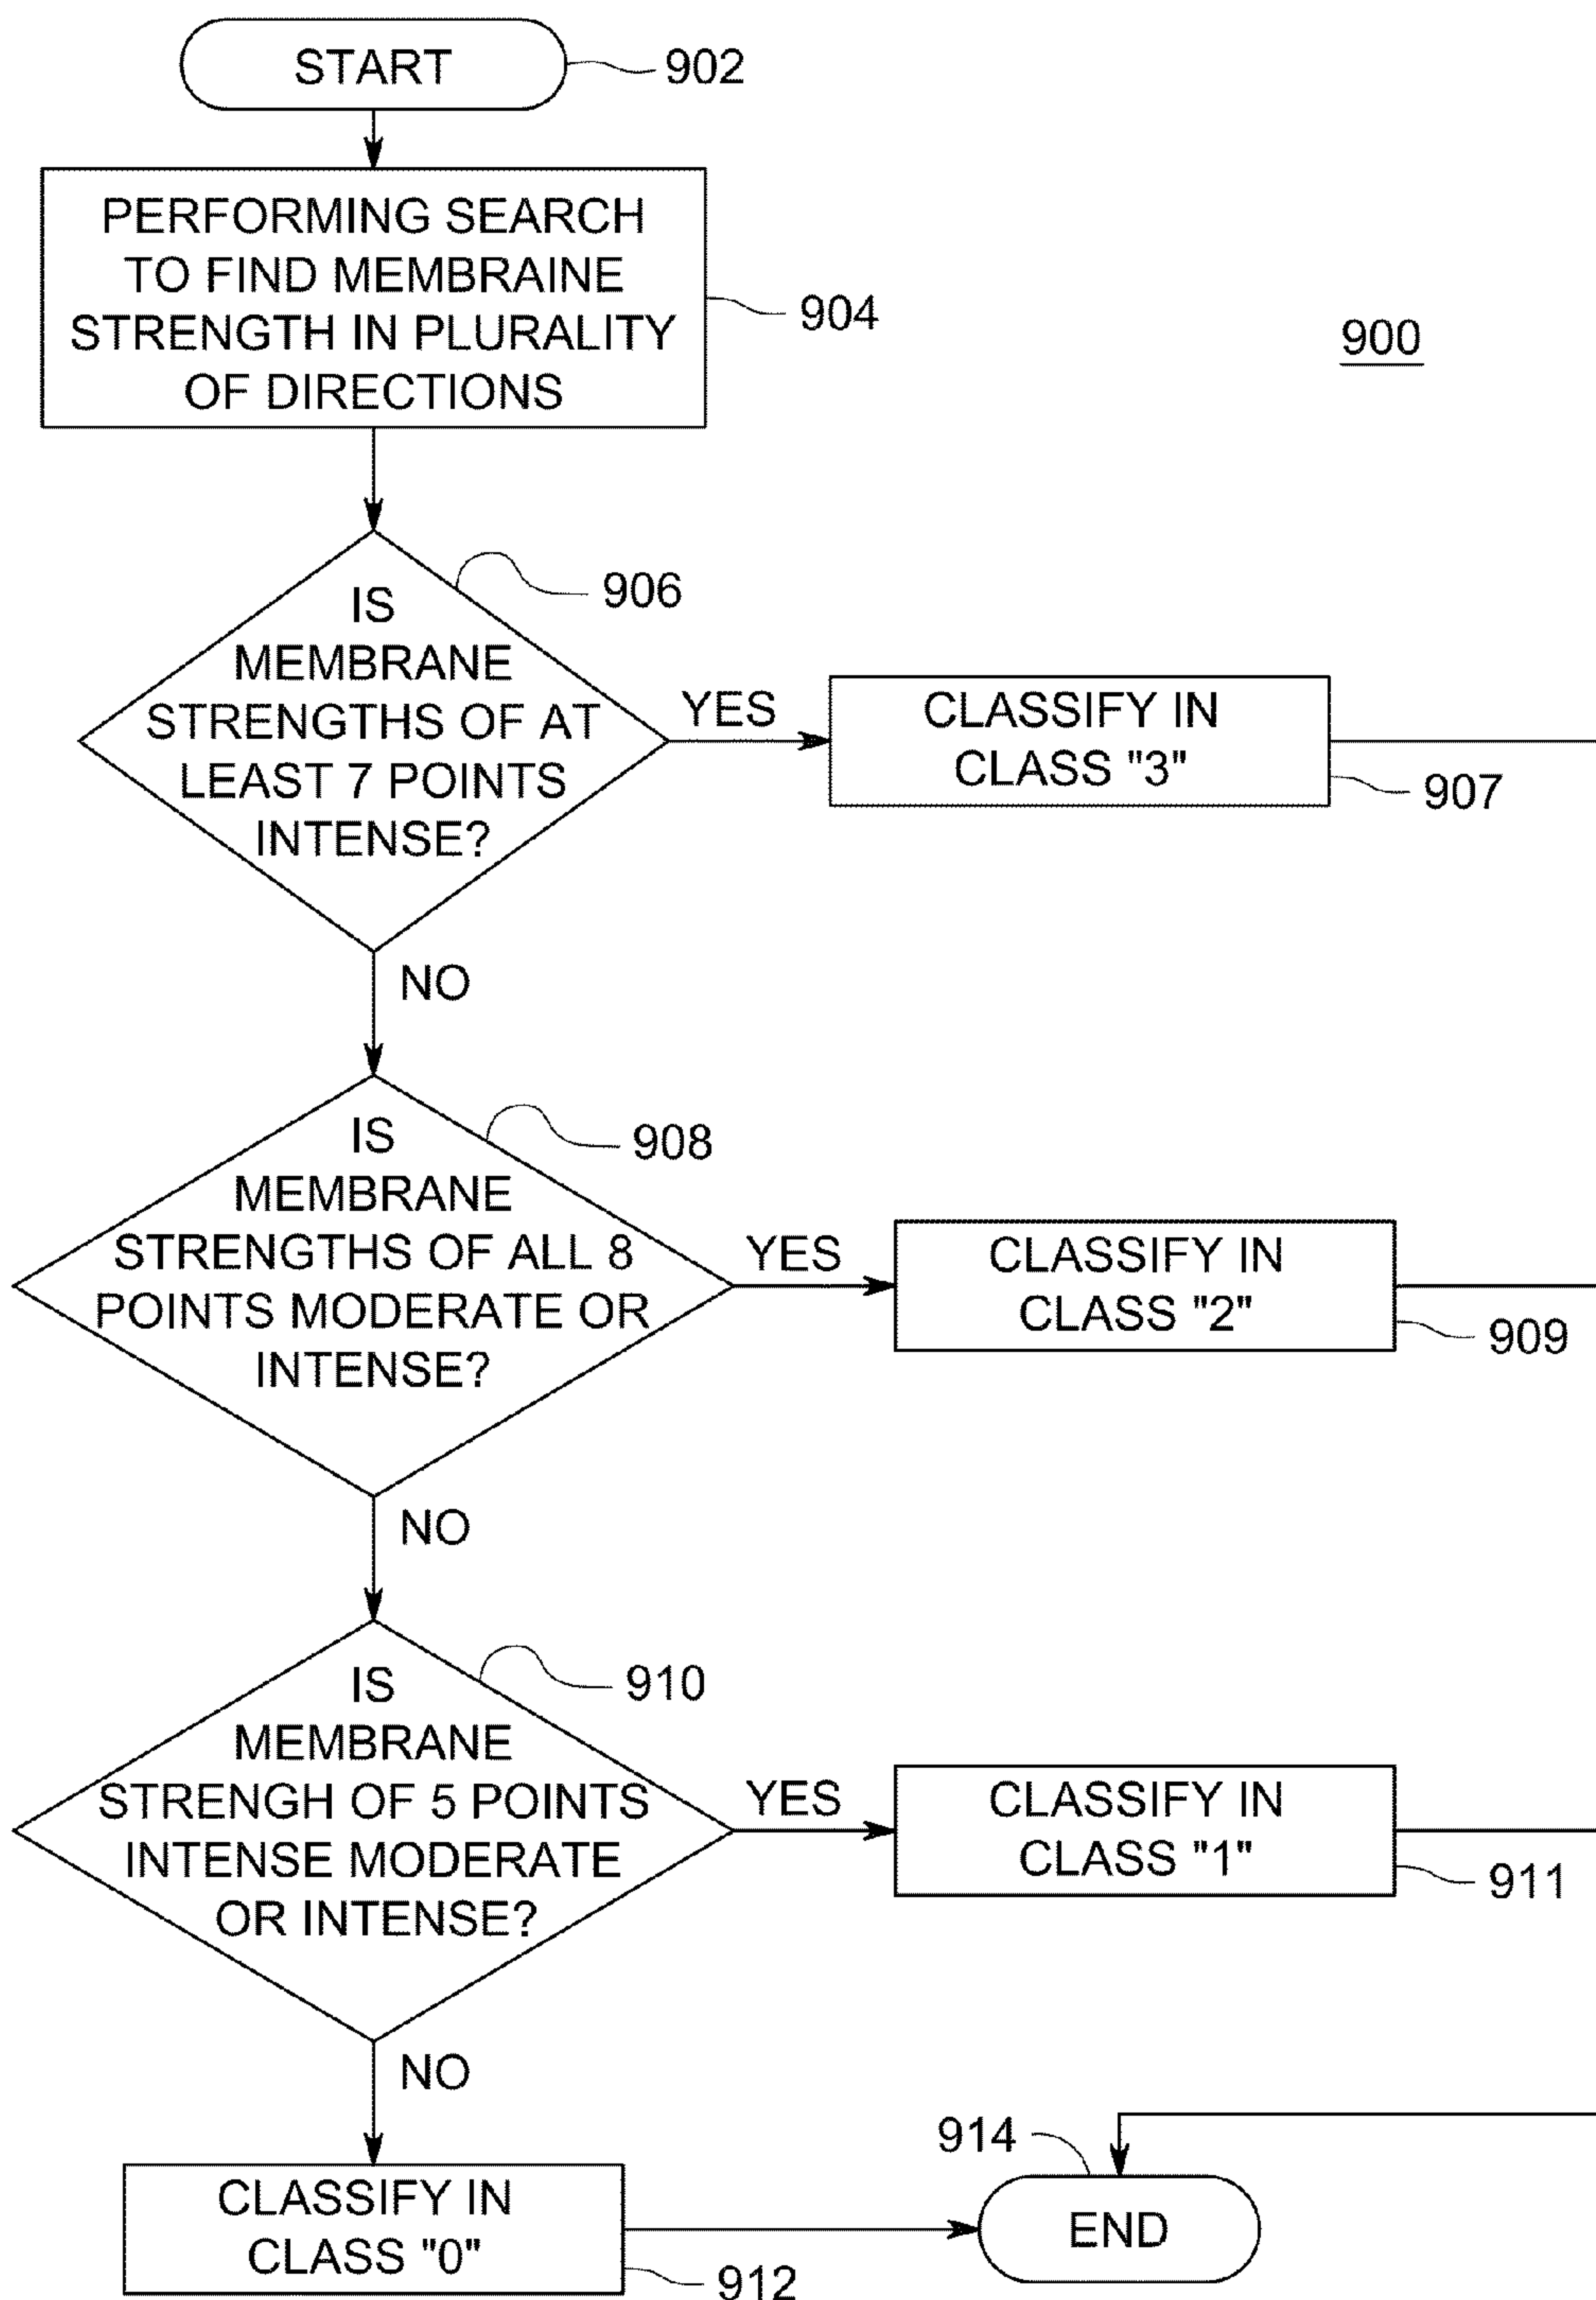 START
902
PERFORMING SEARCH
TO FIND MEMBRAINE
STRENGTH IN PLURALITY
OF DIRECTIONS
904
900
906
IS
MEMBRANE
STRENGTHS OF AT
LEAST 7 POINTS
INTENSE?
YES
CLASSIFY IN
CLASS "3"
907
NO
908
IS
MEMBRANE
STRENGTHS OF ALL 8
POINTS MODERATE OR
INTENSE?
YES
CLASSIFY IN
CLASS "2"
909
NO
910
IS
MEMBRANE
STRENGH OF 5 POINTS
INTENSE MODERATE
OR INTENSE?
YES
CLASSIFY IN
CLASS "1"
911
NO
CLASSIFY IN
CLASS "0"
912
914
END